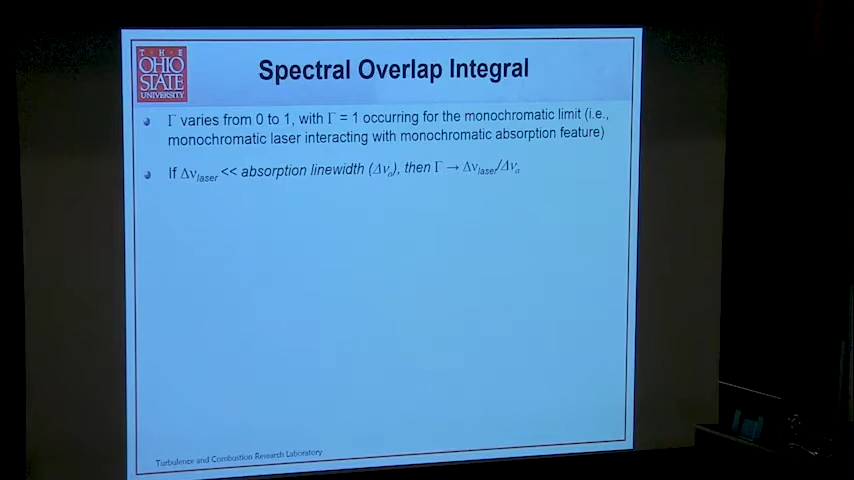 THE
OHIO
STATE
UNIVERSITY
Spectral Overlap Integral
Γ varies from 0 to 1, with Γ = 1 occurring for the monochromatic limit (i.e.,
monochromatic laser interacting with monochromatic absorption feature)
If Δν_laser << absorption linewidth (Δν_a), then Γ → Δν_laser/Δν_a
Turbulence and Combustion Research Laboratory